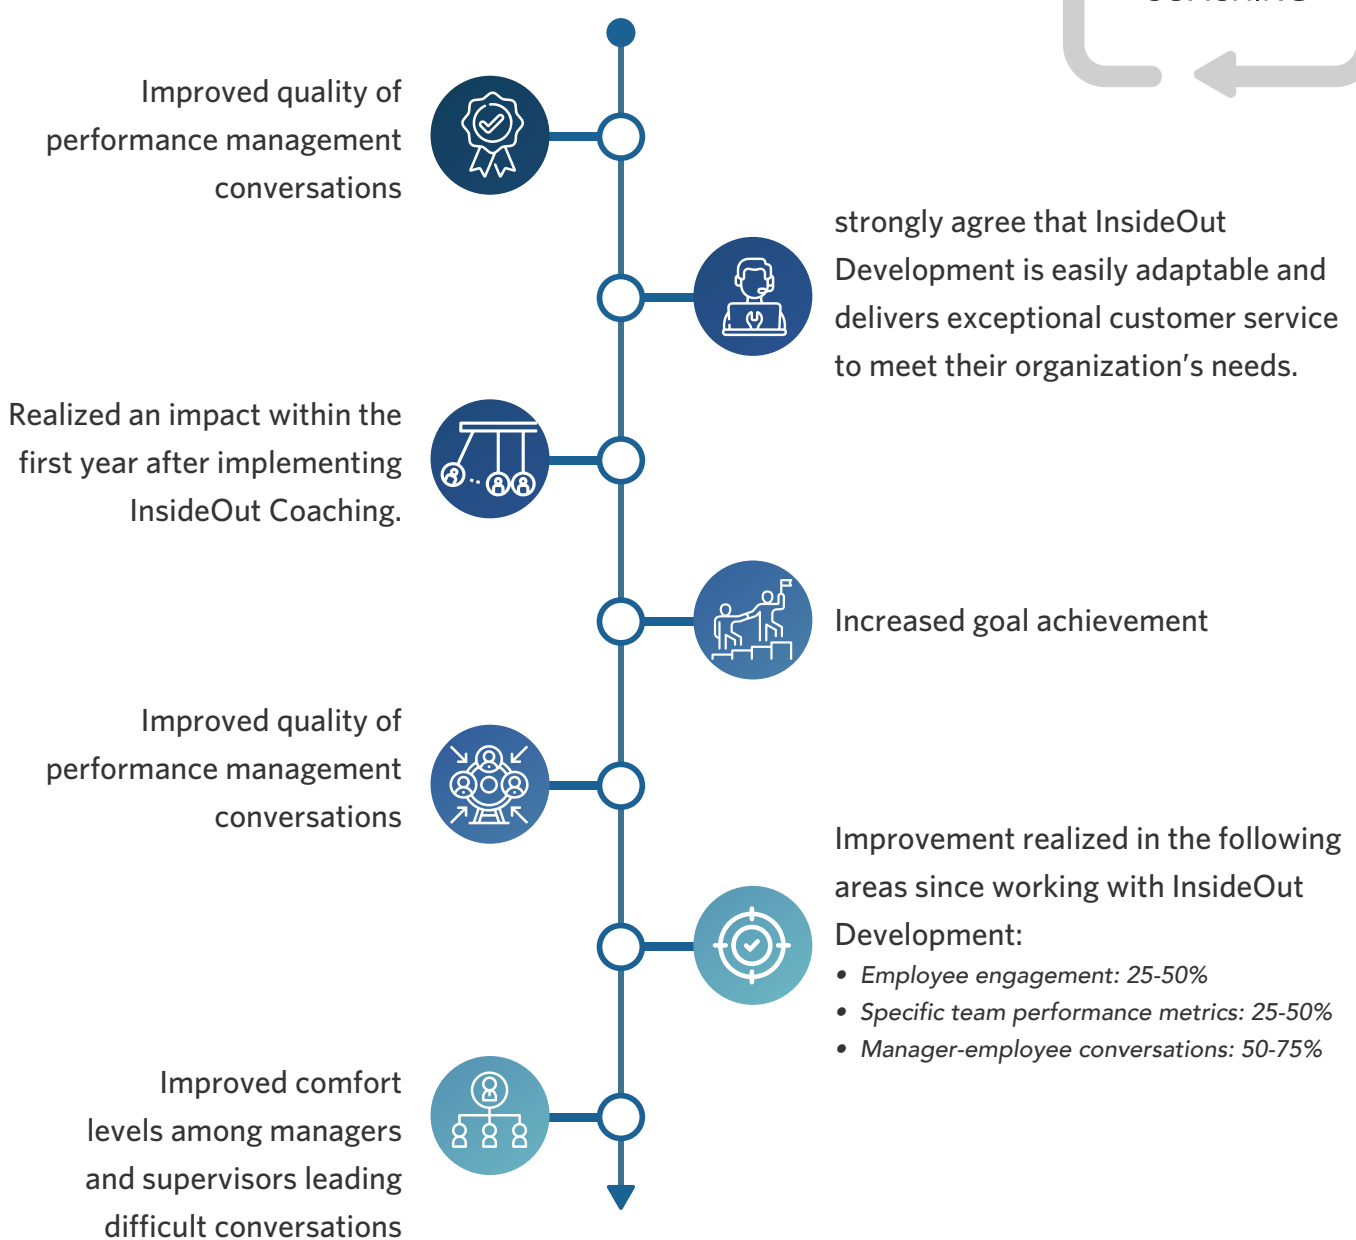 Improved quality of
performance management
conversations
strongly agree that InsideOut
Development is easily adaptable and
delivers exceptional customer service
to meet their organization’s needs.
Realized an impact within the
first year after implementing
InsideOut Coaching.
Increased goal achievement
Improved quality of
performance management
conversations
Improvement realized in the following
areas since working with InsideOut
Development:
• Employee engagement: 25-50%
• Specific team performance metrics: 25-50%
• Manager-employee conversations: 50-75%
Improved comfort
levels among managers
and supervisors leading
difficult conversations